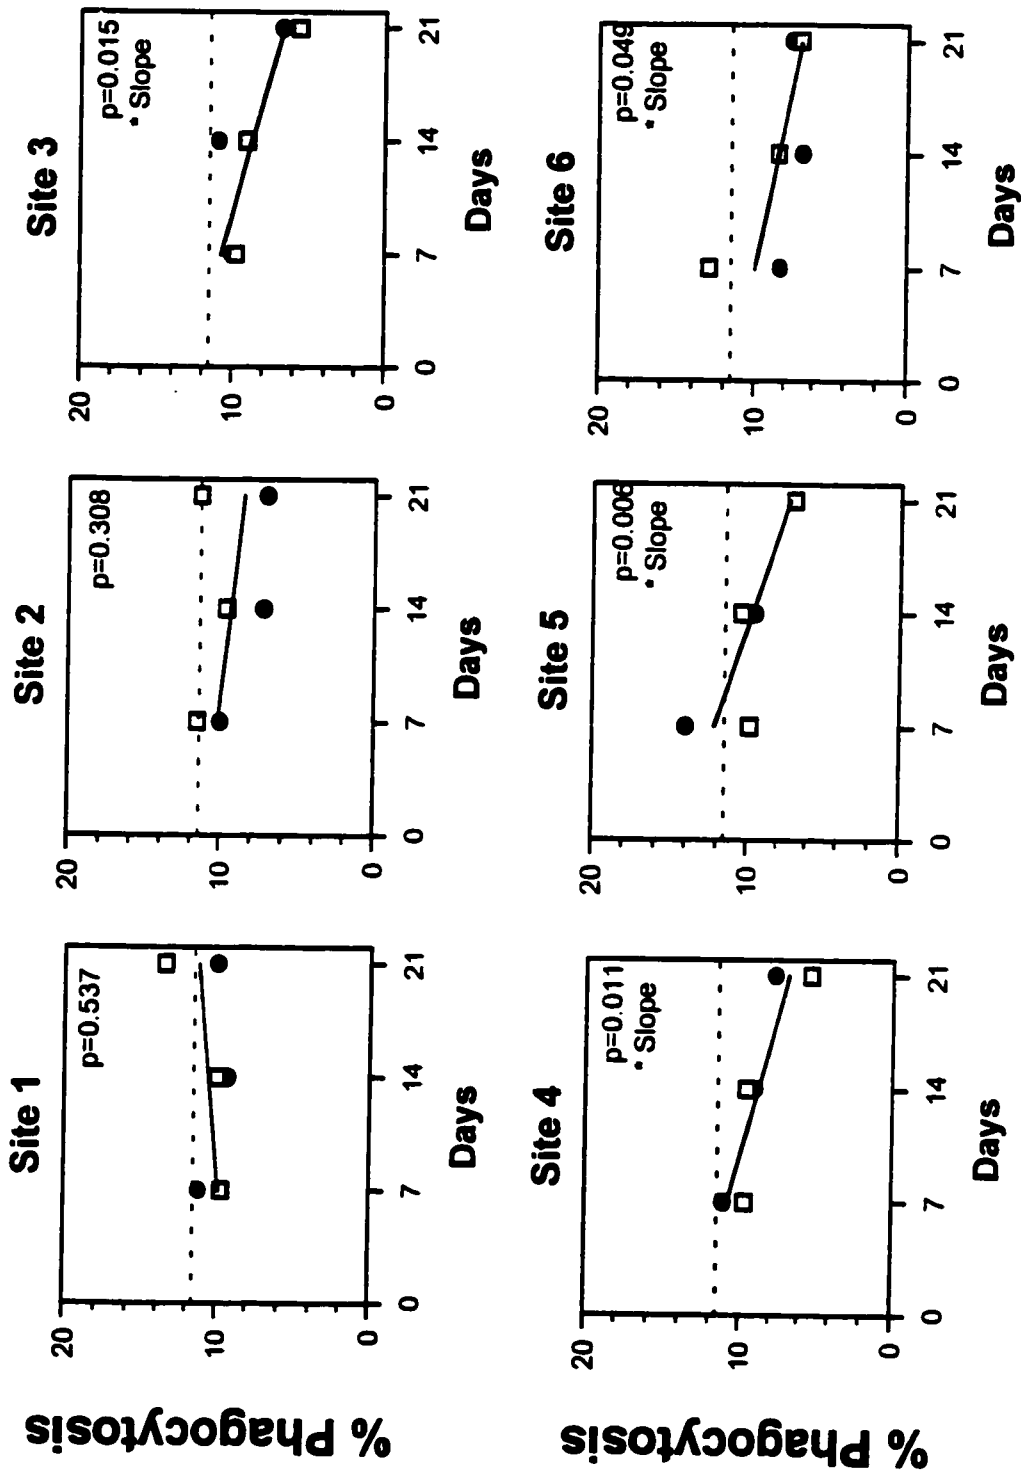 Site 1
Site 2
Site 3
p=0.537
p=0.308
p=0.015
* Slope
20
10
0
0
7
14
21
20
10
0
0
7
14
21
20
10
0
0
7
14
21
% Phagocytosis
Days
Days
Days
Site 4
Site 5
Site 6
p=0.011
* Slope
p=0.006
* Slope
p=0.049
* Slope
20
10
0
0
7
14
21
20
10
0
0
7
14
21
20
10
0
0
7
14
21
% Phagocytosis
Days
Days
Days